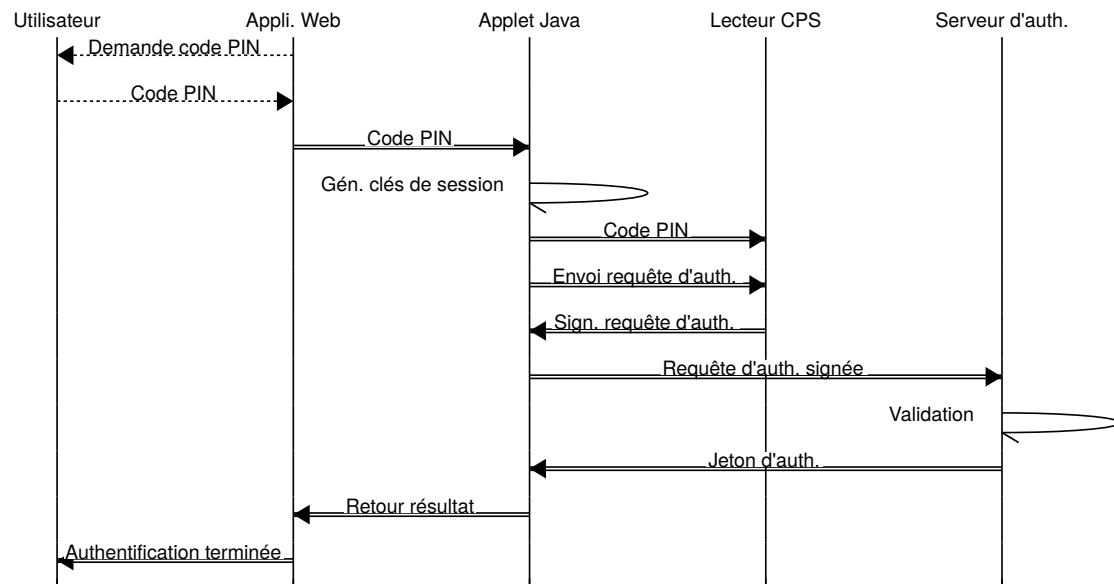 Utilisateur Appli. Web Applet Java Lecteur CPS Serveur d'auth.
Demande code PIN
Code PIN
Code PIN
Gén. clés de session
Code PIN
Envoi requête d'auth.
Sign. requête d'auth.
Requête d'auth. signée
Validation
Jeton d'auth.
Retour résultat
Authentification terminée